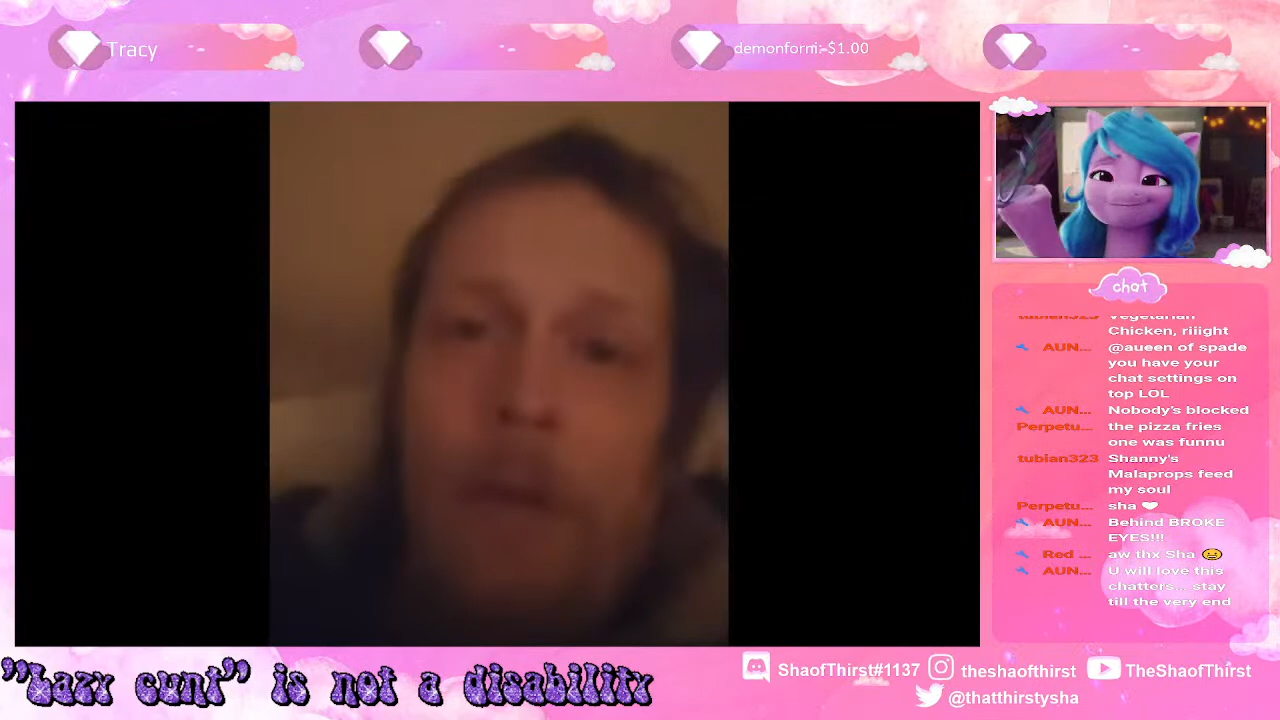 Tracy
--
--
demonform: $1.00
--
--
chat
tubian323 Vegetarian
Chicken, riiight
AUN... @aueen of spade
you have your
chat settings on
top LOL
AUN... Nobody's blocked
Perpetu... the pizza fries
one was funnu
tubian323 Shanny's
Malaprops feed
my soul
Perpetu... sha
AUN... Behind BROKE
EYES!!!
Red ... aw thx Sha
AUN... U will love this
chatters... stay
till the very end
"Lazy cunt" is not a disability
ShaofThirst#1137 theshaofthirst TheShaofThirst
@thatthirstysha